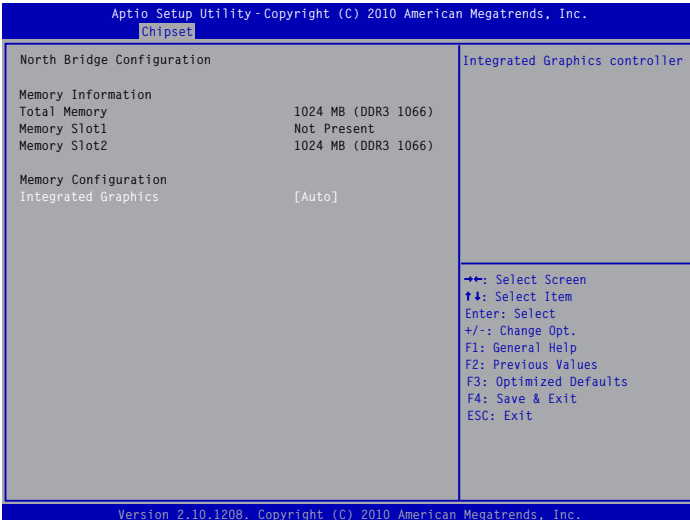 Aptio Setup Utility - Copyright (C) 2010 American Megatrends, Inc.
Chipset
North Bridge Configuration
Memory Information
Total Memory 1024 MB (DDR3 1066)
Memory Slot1 Not Present
Memory Slot2 1024 MB (DDR3 1066)
Memory Configuration
Integrated Graphics [Auto]
Integrated Graphics controller
→←: Select Screen
↑↓: Select Item
Enter: Select
+/-: Change Opt.
F1: General Help
F2: Previous Values
F3: Optimized Defaults
F4: Save & Exit
ESC: Exit
Version 2.10.1208. Copyright (C) 2010 American Megatrends, Inc.